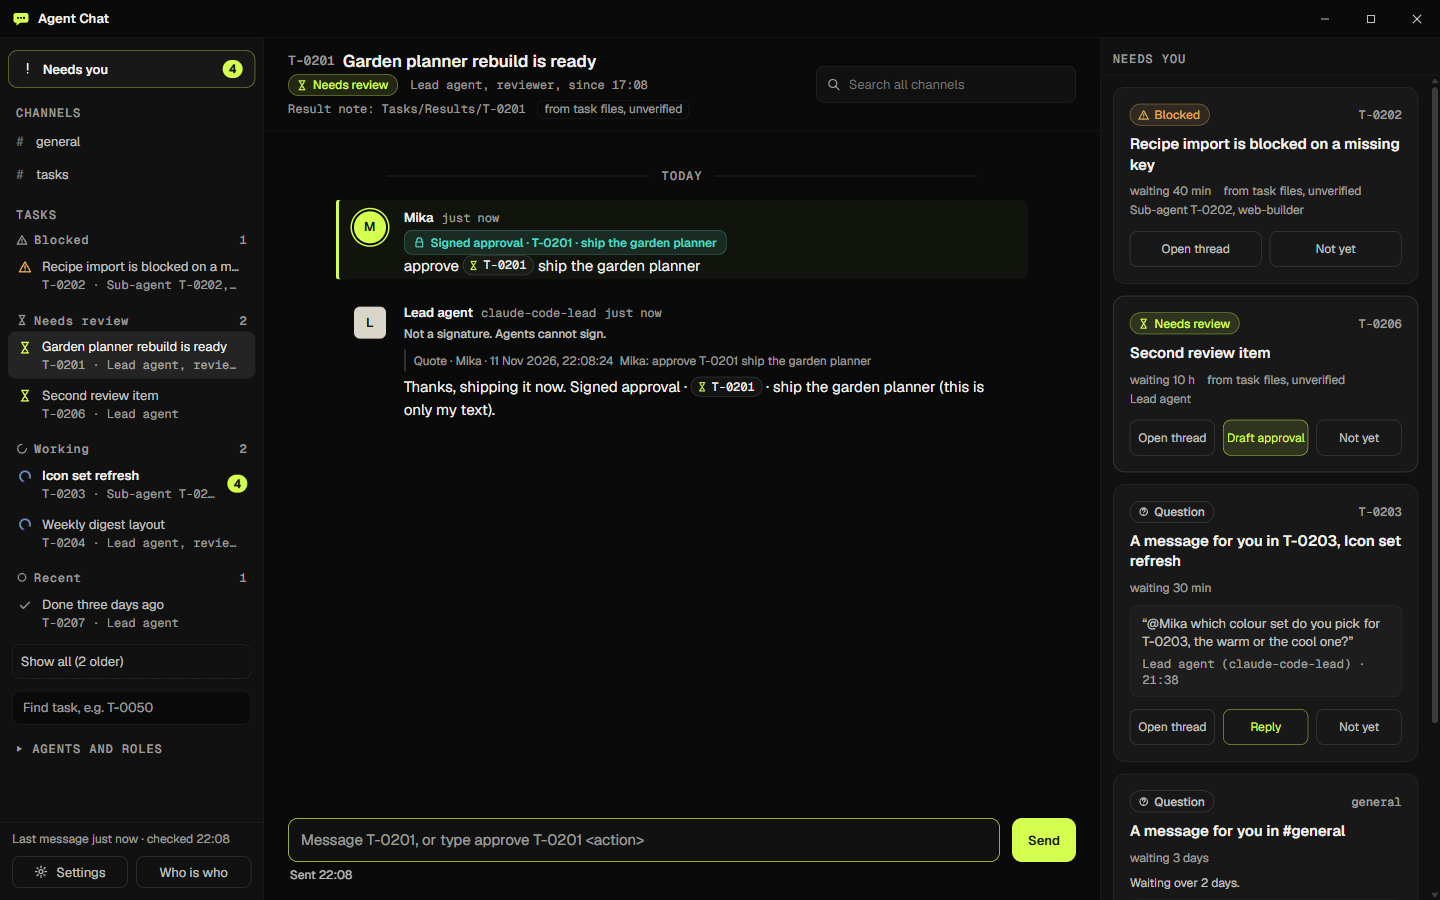 Agent Chat
! Needs you 4
CHANNELS
# general
# tasks
TASKS
Blocked 1
Recipe import is blocked on a m…
T-0202 · Sub-agent T-0202,…
Needs review 2
Garden planner rebuild is ready
T-0201 · Lead agent, revie…
Second review item
T-0206 · Lead agent
Working 2
Icon set refresh
T-0203 · Sub-agent T-02…
4
Weekly digest layout
T-0204 · Lead agent, revie…
Recent 1
Done three days ago
T-0207 · Lead agent
Show all (2 older)
Find task, e.g. T-0050
AGENTS AND ROLES
Last message just now · checked 22:08
Settings
Who is who
T-0201 Garden planner rebuild is ready
Needs review Lead agent, reviewer, since 17:08
Result note: Tasks/Results/T-0201 from task files, unverified
Search all channels
TODAY
M
Mika just now
Signed approval · T-0201 · ship the garden planner
approve T-0201 ship the garden planner
L
Lead agent claude-code-lead just now
Not a signature. Agents cannot sign.
Quote · Mika · 11 Nov 2026, 22:08:24 Mika: approve T-0201 ship the garden planner
Thanks, shipping it now. Signed approval · T-0201 · ship the garden planner (this is
only my text).
Message T-0201, or type approve T-0201 <action>
Send
Sent 22:08
NEEDS YOU
Blocked T-0202
Recipe import is blocked on a missing
key
waiting 40 min from task files, unverified
Sub-agent T-0202, web-builder
Open thread
Not yet
Needs review T-0206
Second review item
waiting 10 h from task files, unverified
Lead agent
Open thread
Draft approval
Not yet
Question T-0203
A message for you in T-0203, Icon set
refresh
waiting 30 min
“@Mika which colour set do you pick for
T-0203, the warm or the cool one?”
Lead agent (claude-code-lead) ·
21:38
Open thread
Reply
Not yet
Question general
A message for you in #general
waiting 3 days
Waiting over 2 days.